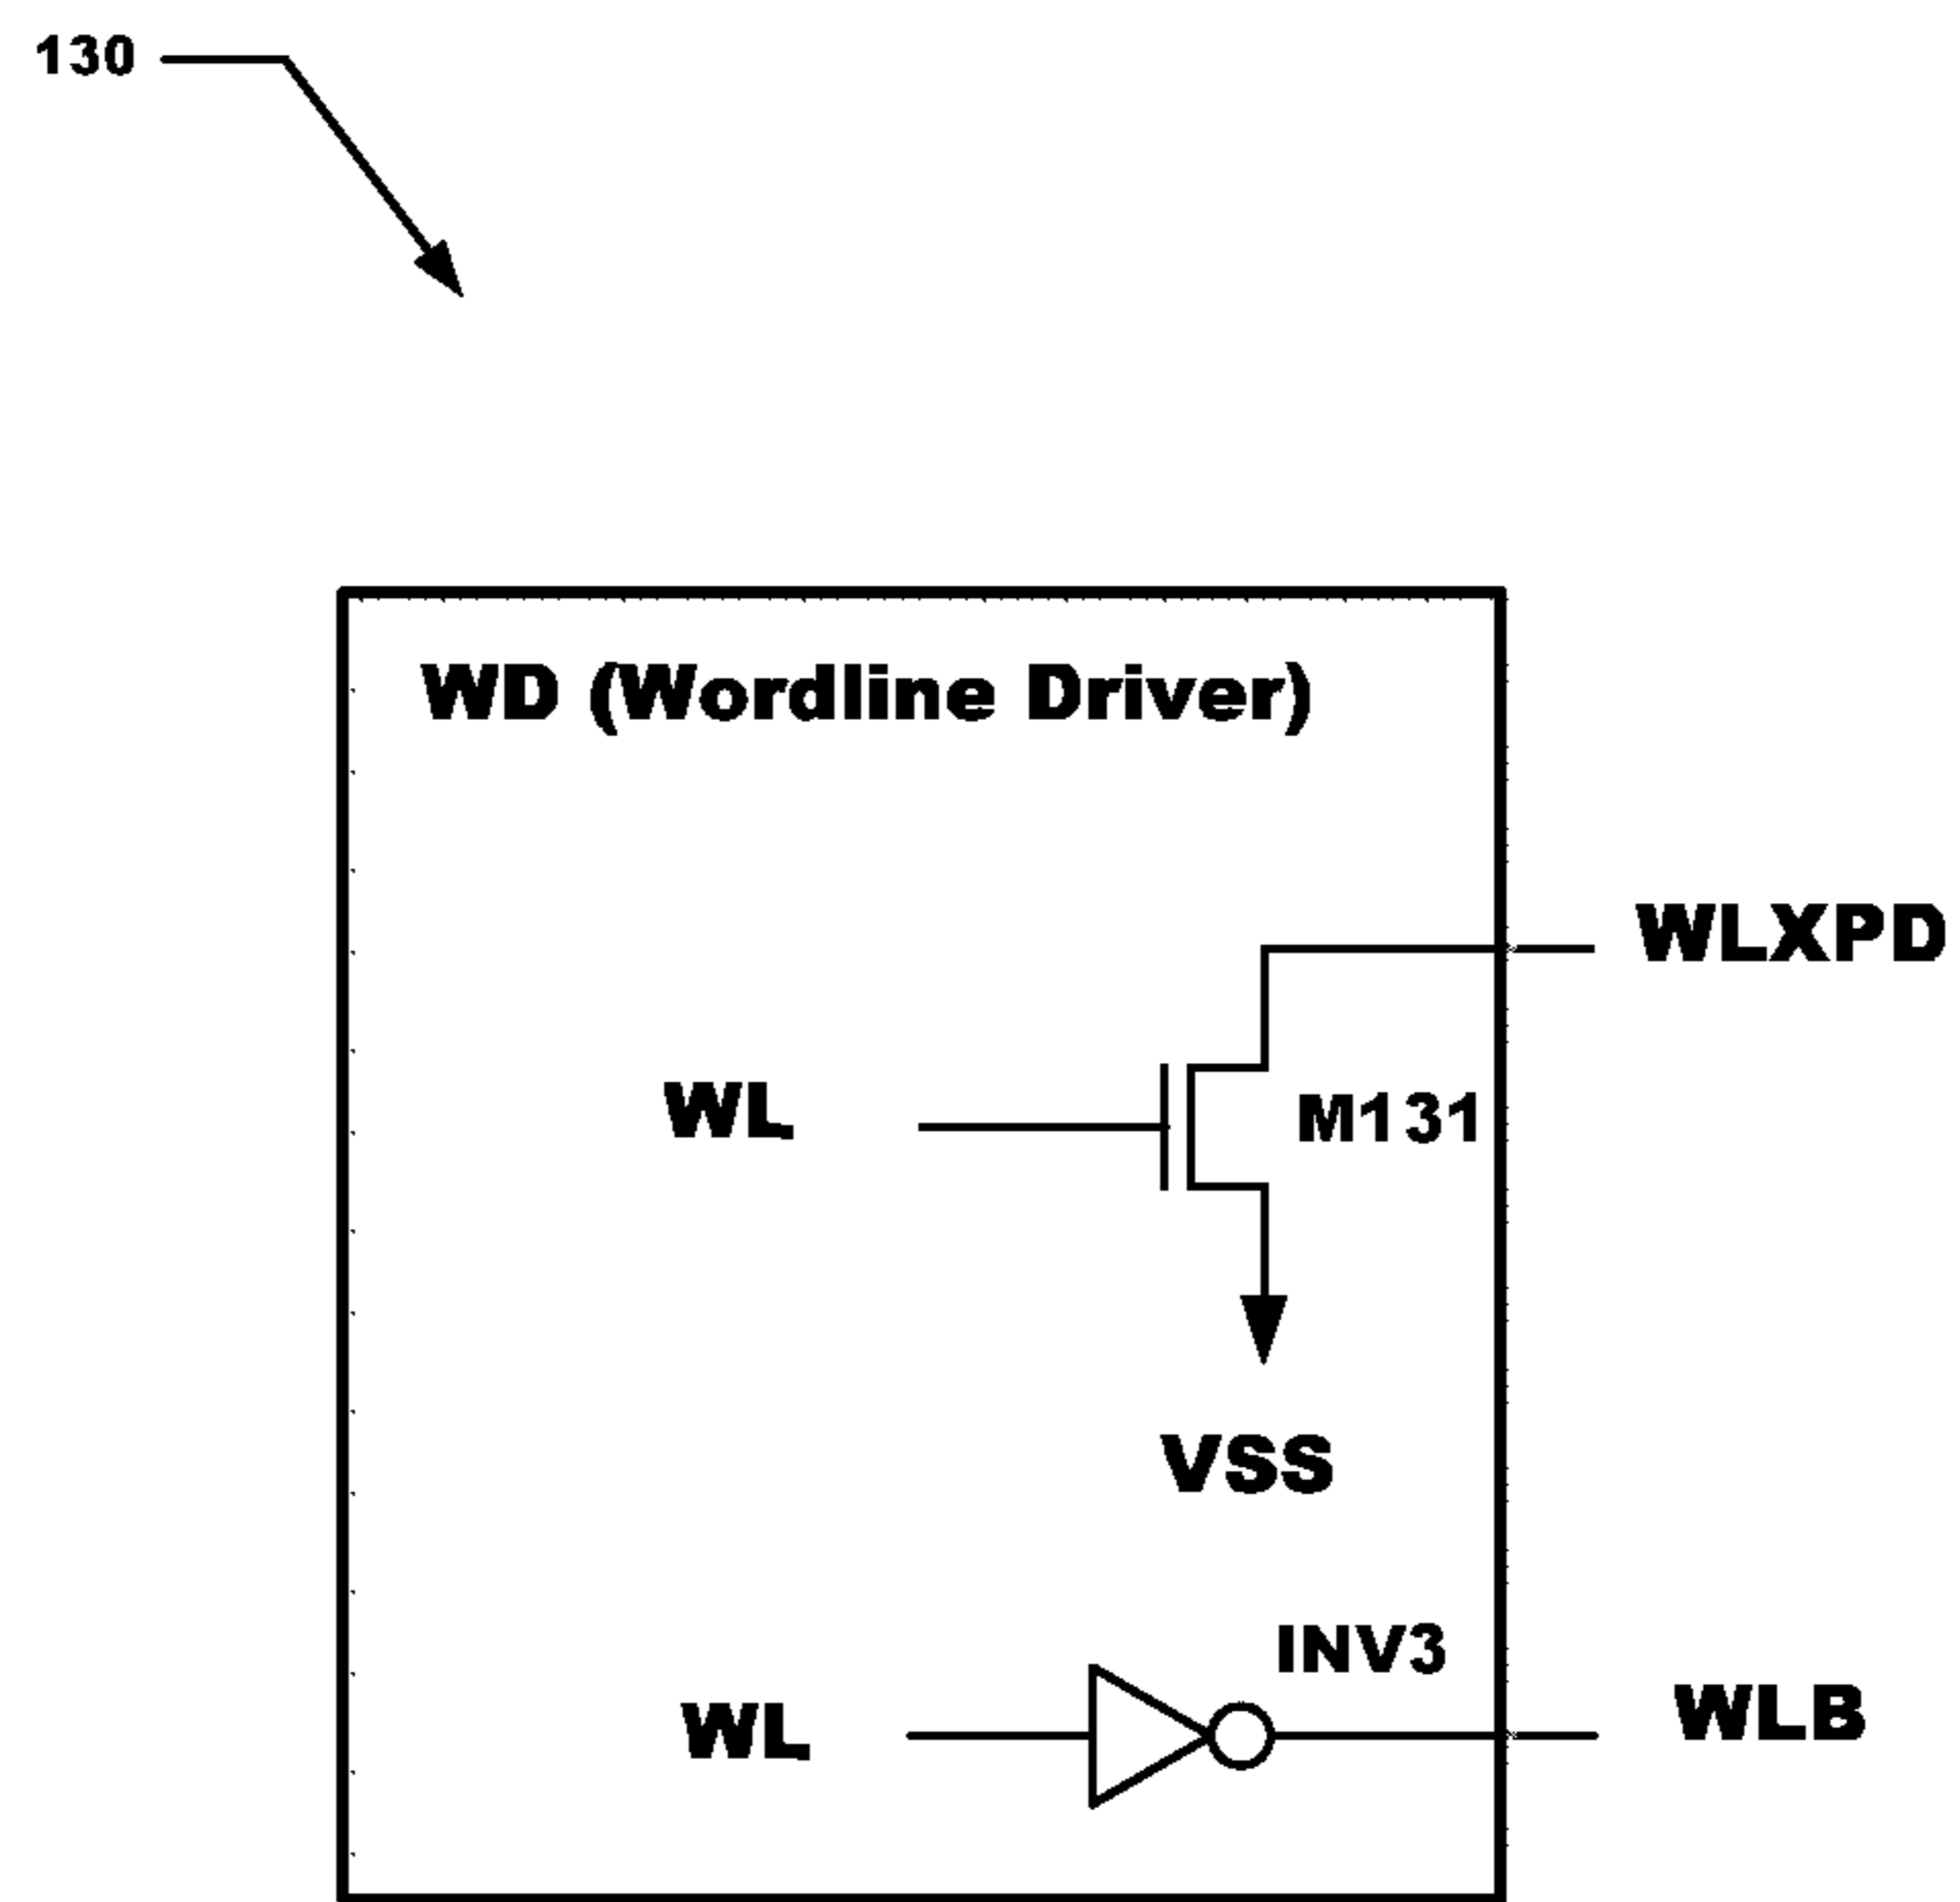 130
WD (Wordline Driver)
WLXPD
WL
M131
VSS
INV3
WL
WLB